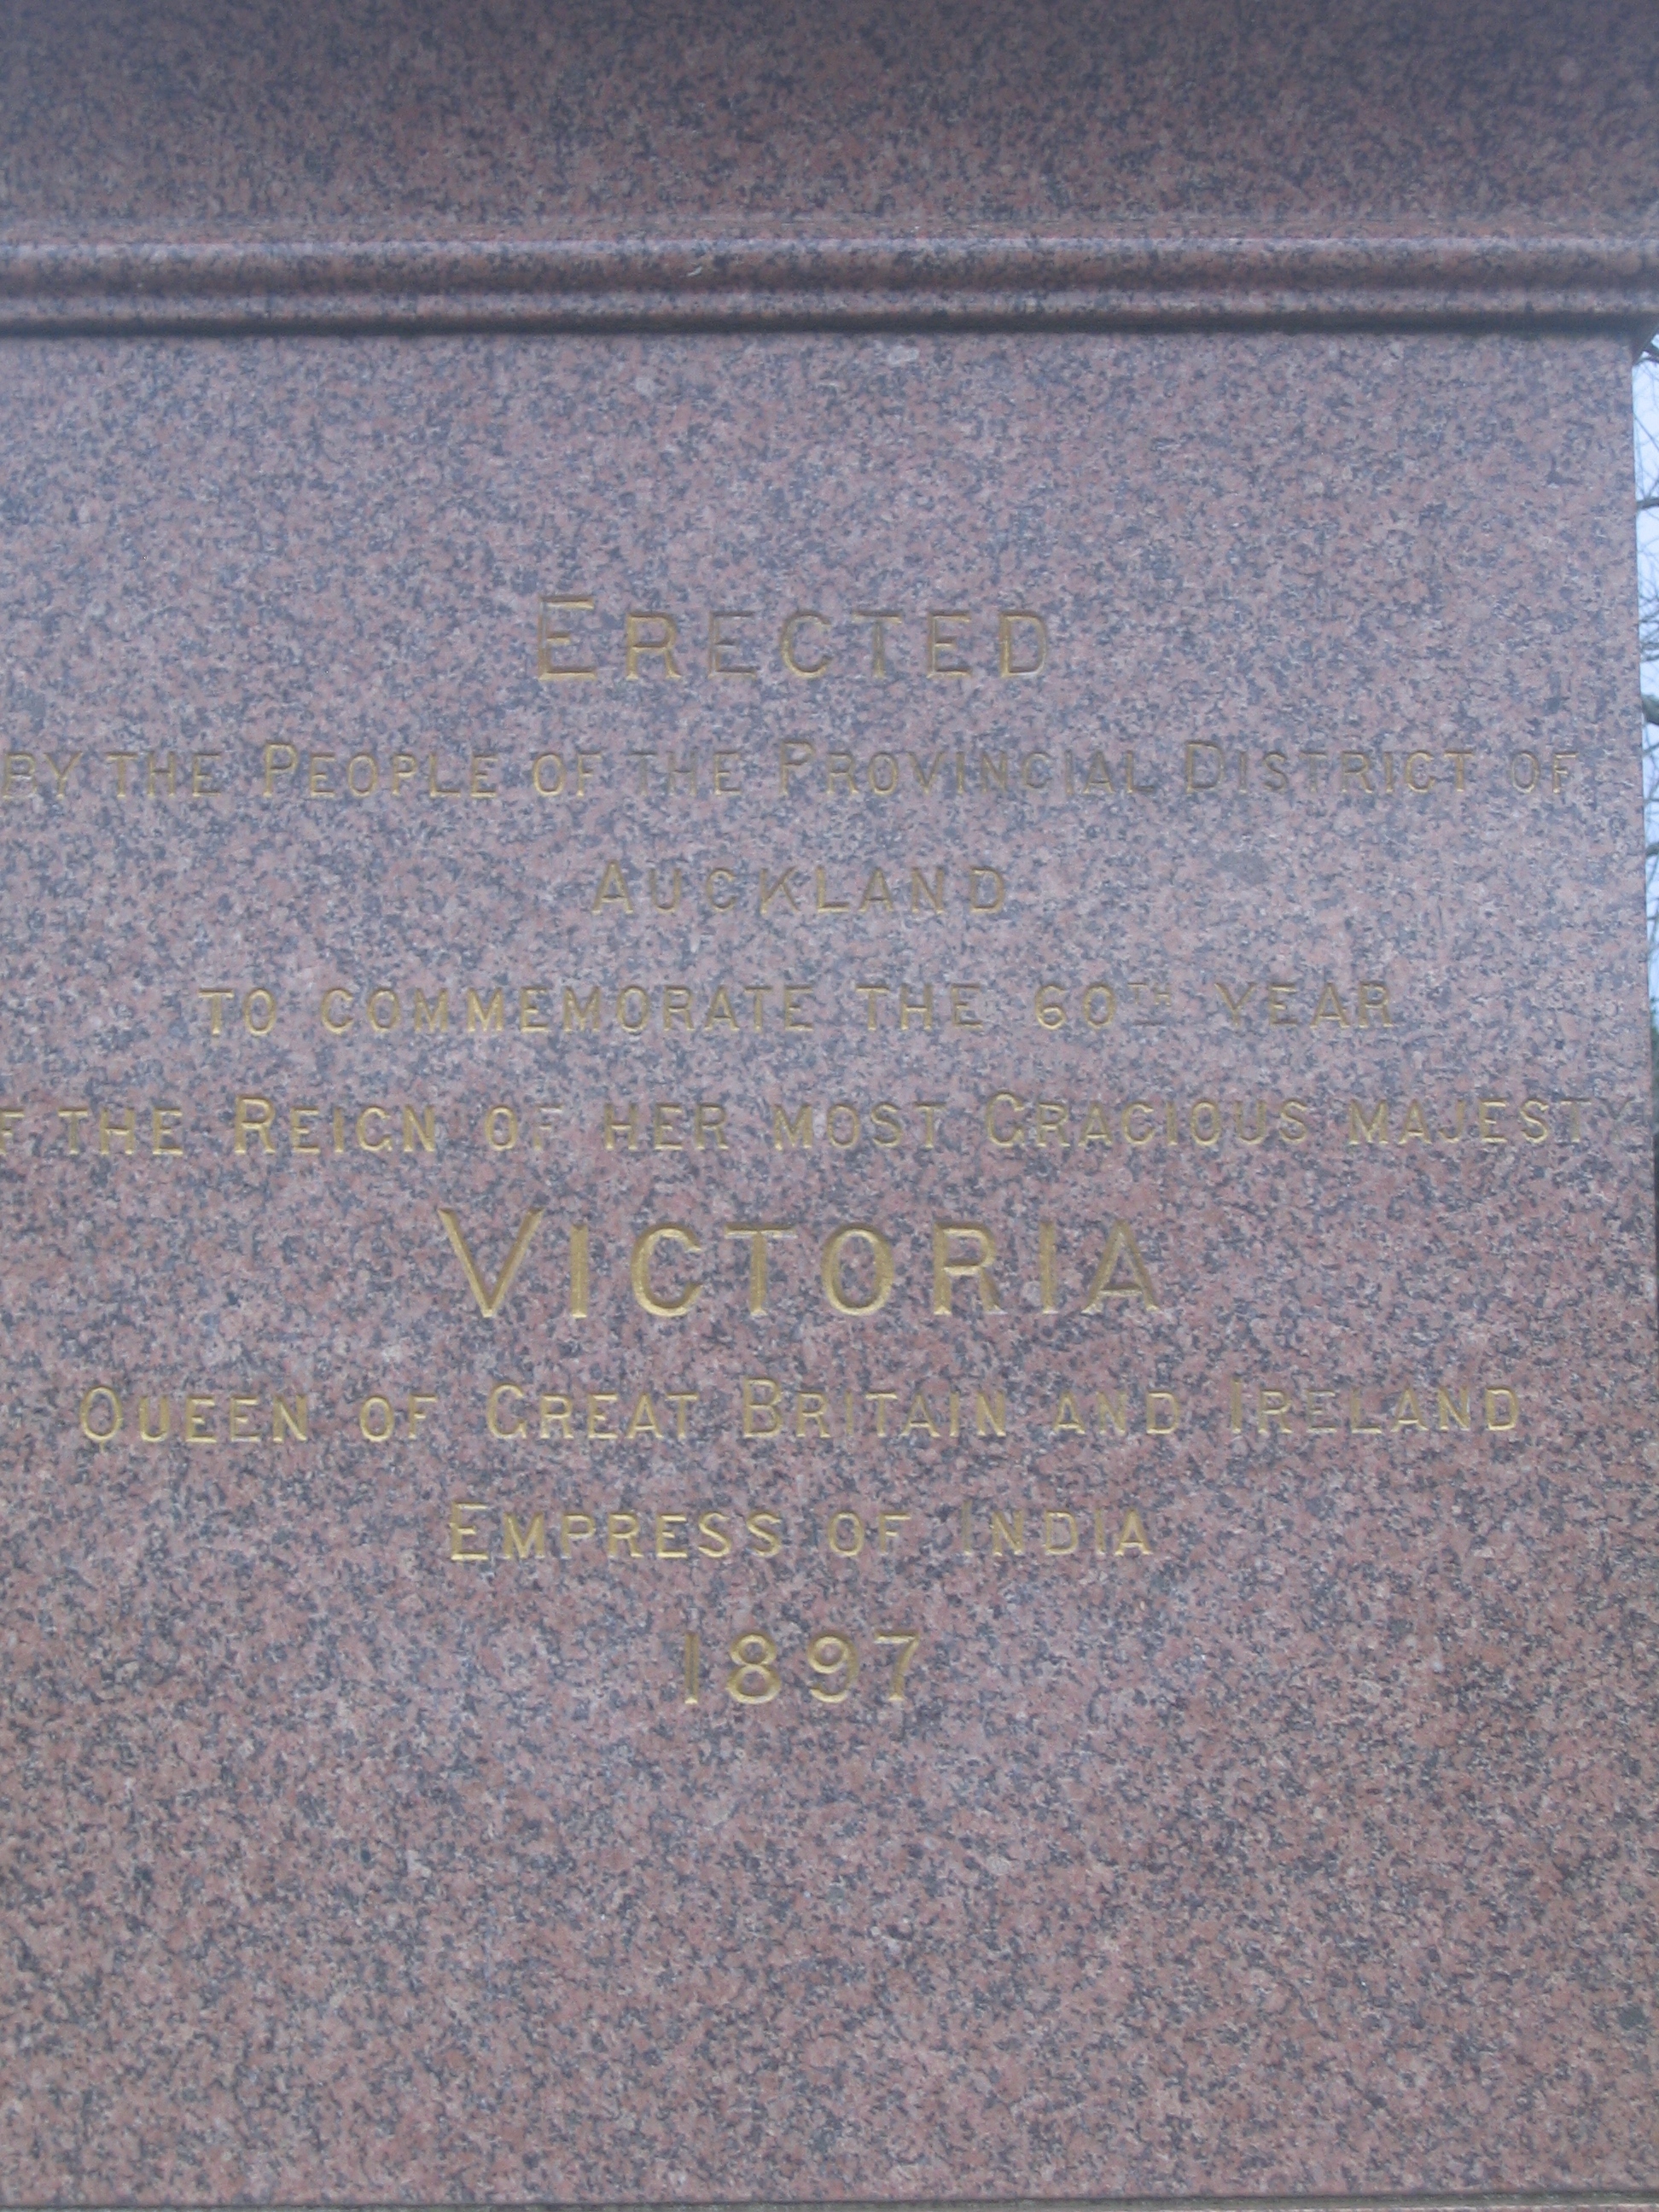 ERECTED
BY THE PEOPLE OF THE PROVINCIAL DISTRICT OF
AUCKLAND
TO COMMEMORATE THE 60TH YEAR
F THE REIGN OF HER MOST GRACIOUS MAJESTY
VICTORIA
QUEEN OF GREAT BRITAIN AND IRELAND
EMPRESS OF INDIA
1897